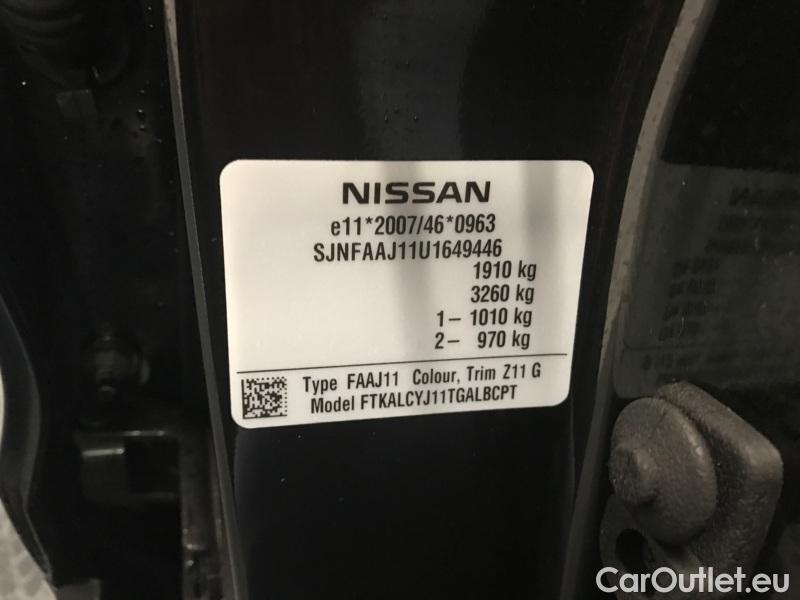 NISSAN
e11*2007/46*0963
SJNFAAJ11U1649446
1910 kg
3260 kg
1– 1010 kg
2– 970 kg
Type FAAJ11 Colour, Trim Z11 G
Model FTKALCYJ11TGALBCPT
CarOutlet.eu